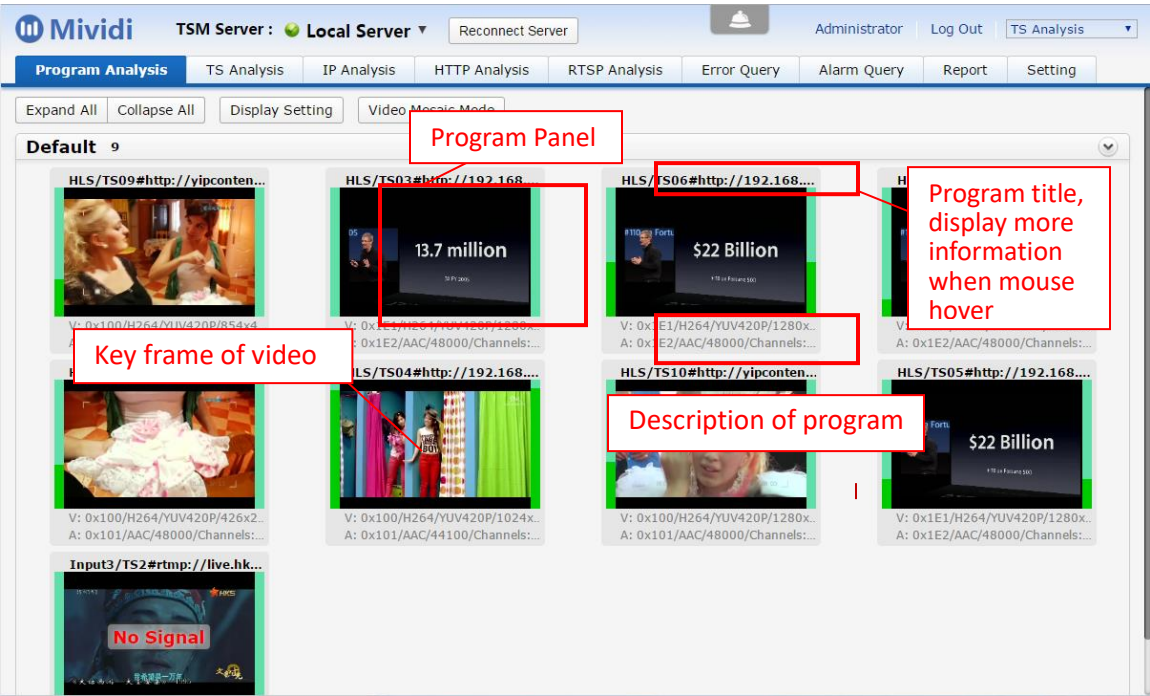 Mividi TSM Server : Local Server ▼ Reconnect Server Administrator Log Out TS Analysis ▼
Program Analysis TS Analysis IP Analysis HTTP Analysis RTSP Analysis Error Query Alarm Query Report Setting
Expand All Collapse All Display Setting Video Mosaic Mode
Program Panel
Default 9
HLS/TS09#http://yipconten...
HLS/TS03#http://192.168....
HLS/TS06#http://192.168....
Program title,
display more
information
when mouse
hover
13.7 million
$22 Billion
V: 0x100/H264/YUV420P/854x4
V: 0x1E1/H264/YUV420P/1280x..
A: 0x1E2/AAC/48000/Channels:...
V: 0x1E1/H264/YUV420P/1280x..
A: 0x1E2/AAC/48000/Channels:...
A: 0x1E2/AAC/48000/Channels:...
Key frame of video
HLS/TS04#http://192.168....
HLS/TS10#http://yipconten...
HLS/TS05#http://192.168....
Description of program
$22 Billion
V: 0x100/H264/YUV420P/426x2..
A: 0x101/AAC/48000/Channels:...
V: 0x100/H264/YUV420P/1024x..
A: 0x101/AAC/44100/Channels:...
V: 0x100/H264/YUV420P/1280x..
A: 0x101/AAC/48000/Channels:...
V: 0x1E1/H264/YUV420P/1280x..
A: 0x1E2/AAC/48000/Channels:...
Input3/TS2#rtmp://live.hk...
HKS
No Signal